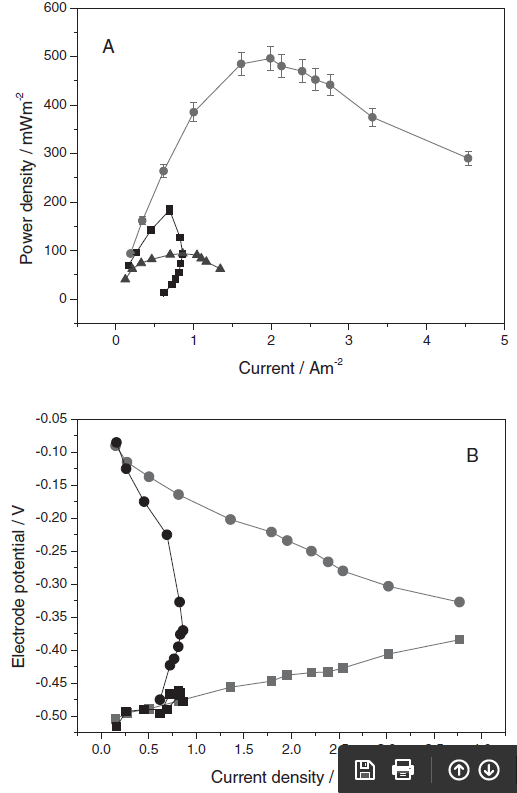 600
A
500
400
300
200
100
0
Power density / mWm-2
0 1 2 3 4 5
Current / Am-2
-0.05
B
-0.10
-0.15
-0.20
-0.25
-0.30
-0.35
-0.40
-0.45
-0.50
Electrode potential / V
0.0 0.5 1.0 1.5 2.0
Current density /